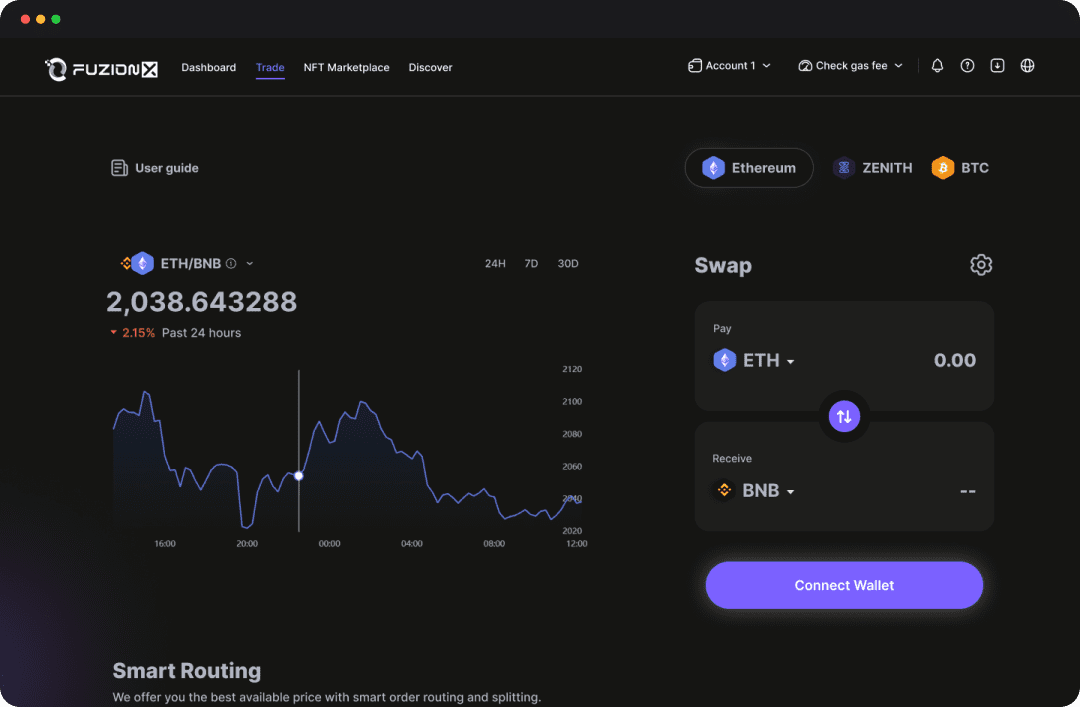 FUZIONX Dashboard Trade NFT Marketplace Discover Account 1 Check gas fee
User guide Ethereum ZENITH BTC
ETH/BNB 24H 7D 30D
2,038.643288
2.15% Past 24 hours
2120
2100
2080
2060
2040
2020
16:00 20:00 00:00 04:00 08:00 12:00
Swap
Pay
ETH 0.00
Receive
BNB --
Connect Wallet
Smart Routing
We offer you the best available price with smart order routing and splitting.